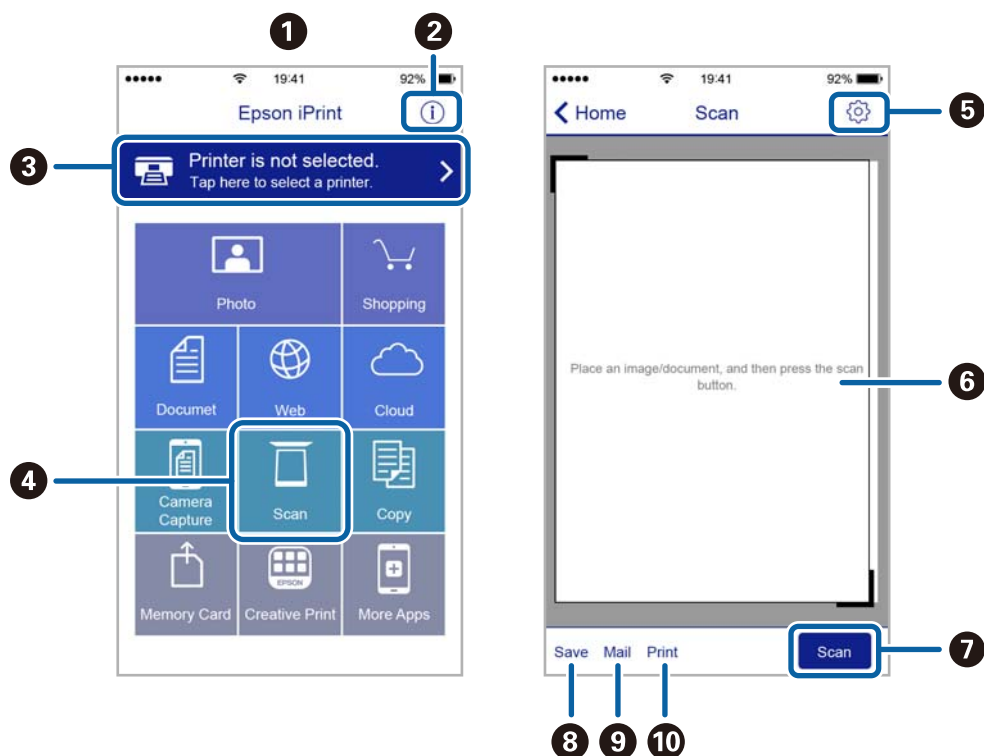 1
2
19:41
92%
Epson iPrint
3
Printer is not selected.
Tap here to select a printer.
Photo
Shopping
Documet
Web
Cloud
4
Camera
Capture
Scan
Copy
EPSON
Memory Card
Creative Print
More Apps
19:41
92%
Home
Scan
5
Place an image/document, and then press the scan
button.
6
Save
Mail
Print
Scan
7
8
9
10